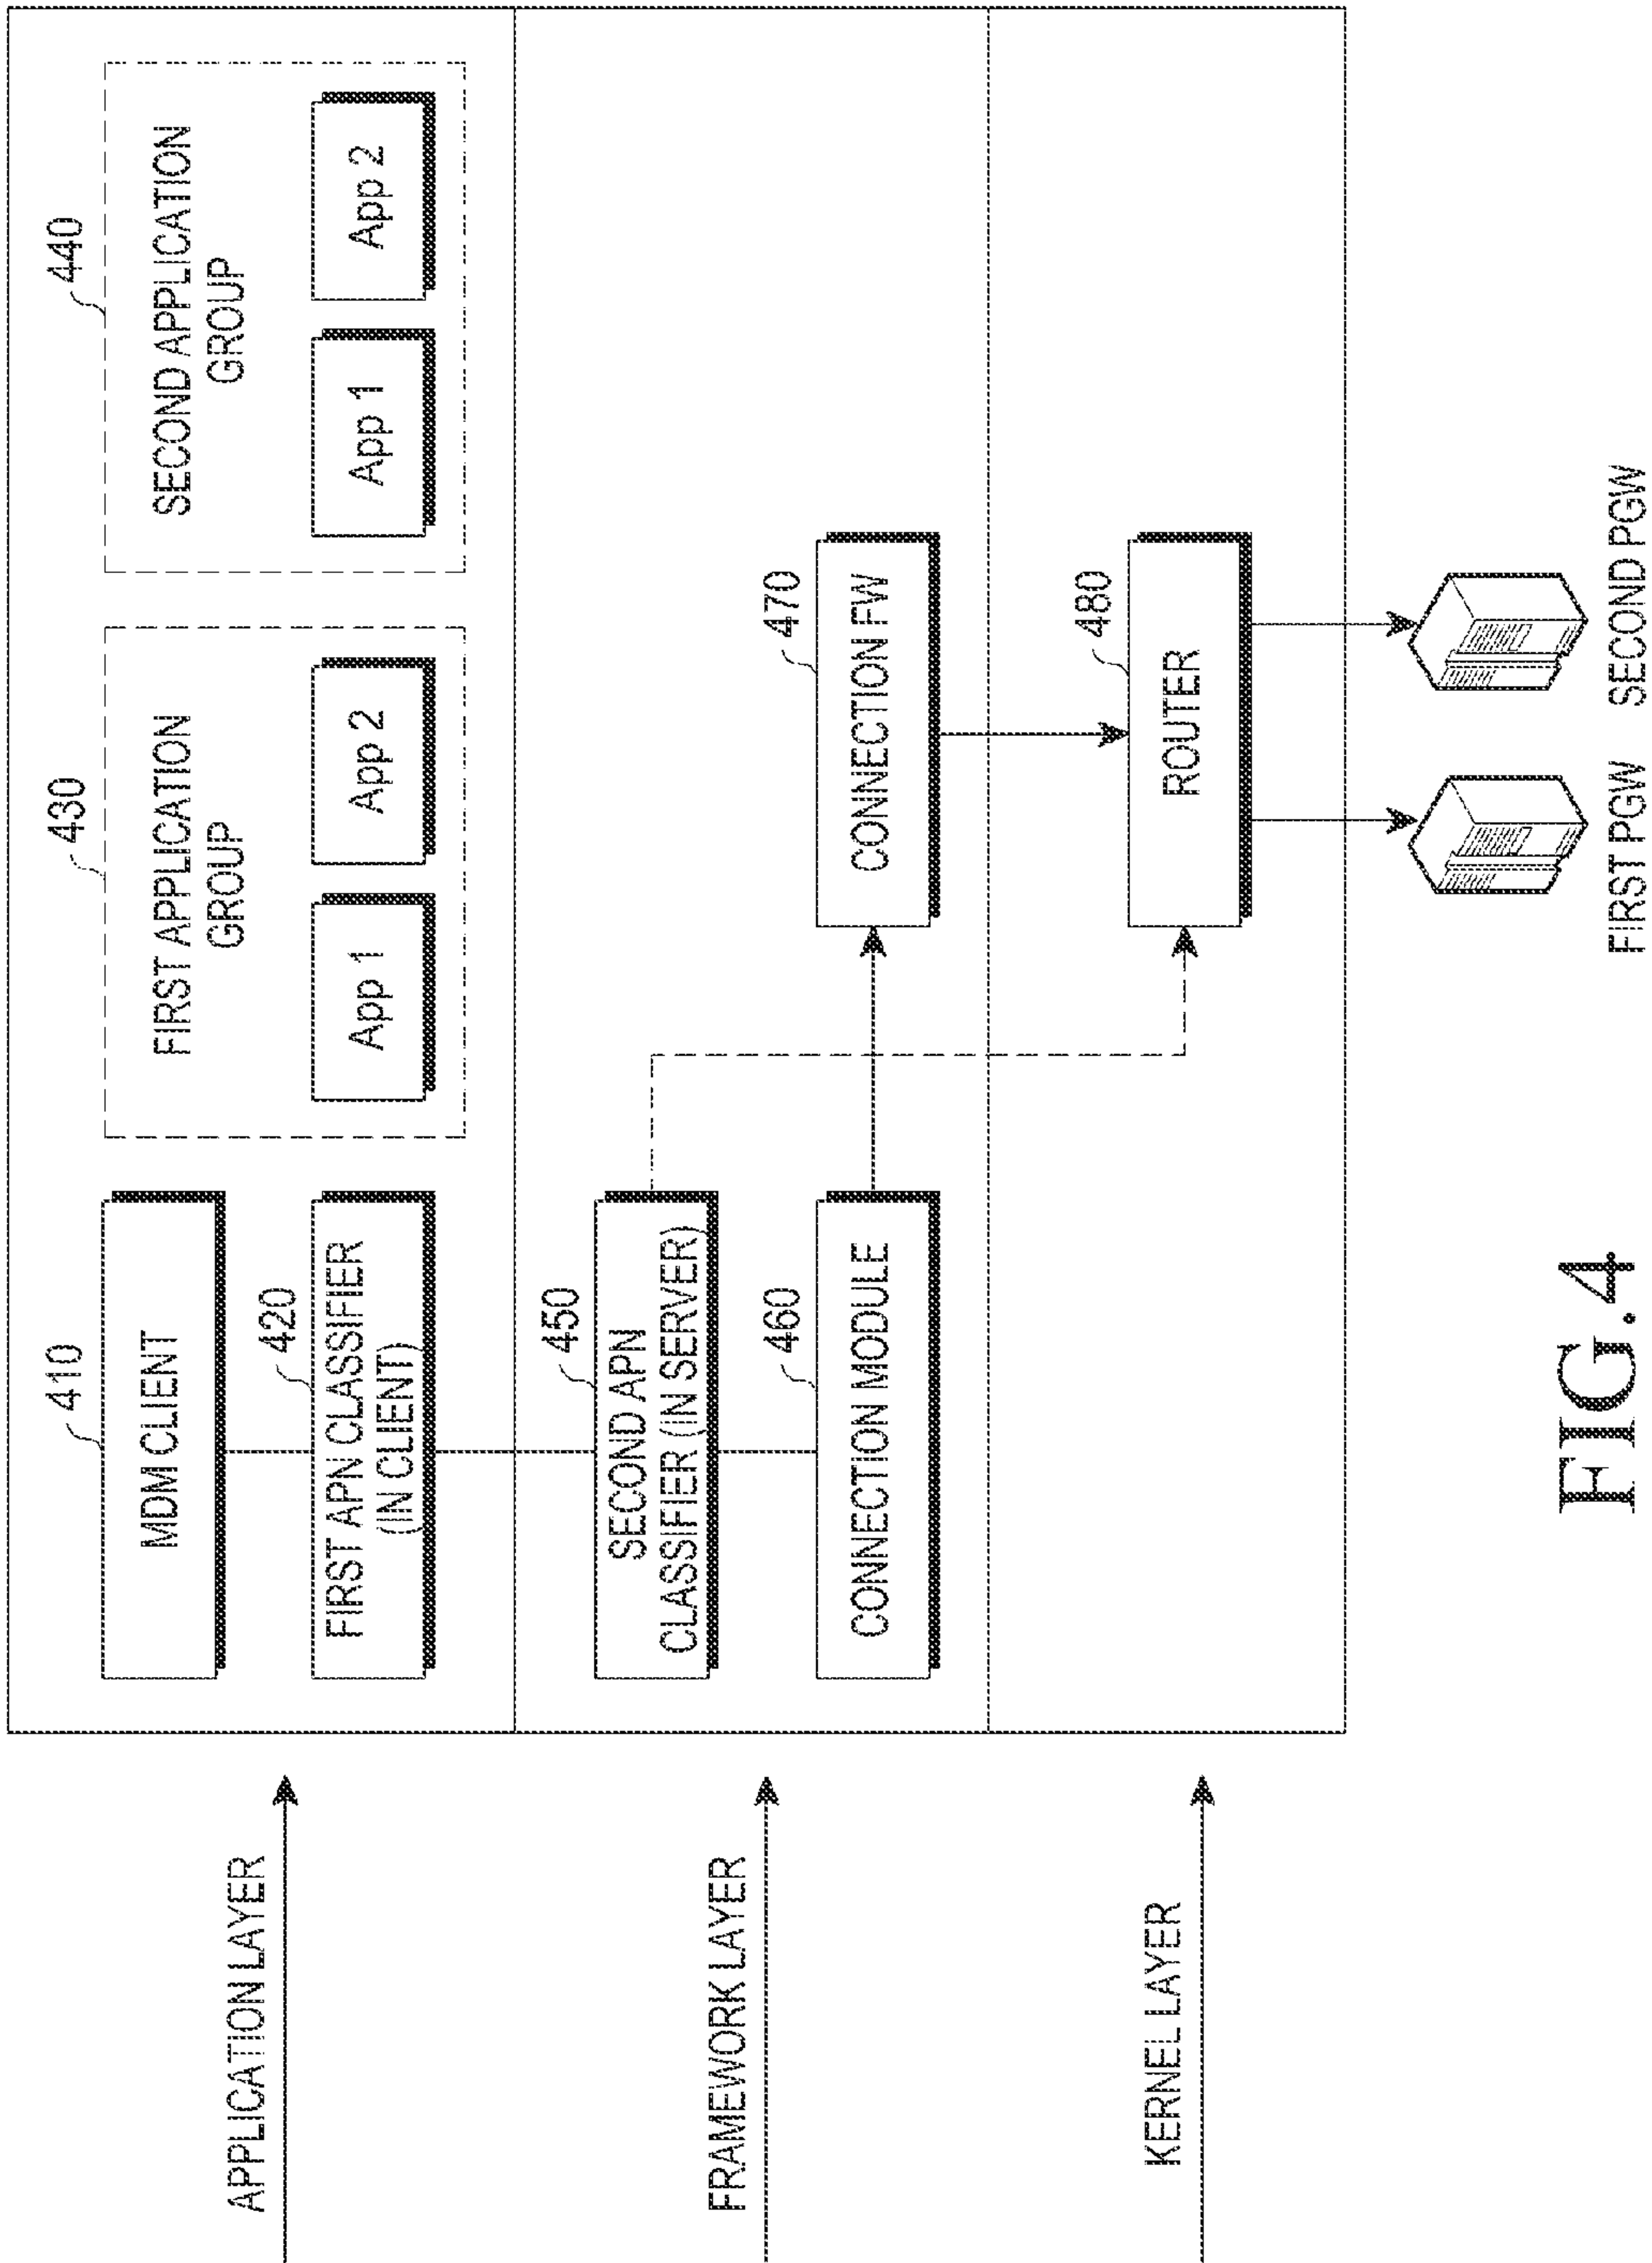 APPLICATION LAYER
410
MDM CLIENT
420
FIRST APN CLASSIFIER
(IN CLIENT)
430
FIRST APPLICATION
GROUP
App 1
App 2
440
SECOND APPLICATION
GROUP
App 1
App 2
FRAMEWORK LAYER
450
SECOND APN
CLASSIFIER (IN SERVER)
460
CONNECTION MODULE
470
CONNECTION FW
KERNEL LAYER
480
ROUTER
FIRST PGW
SECOND PGW
FIG.4